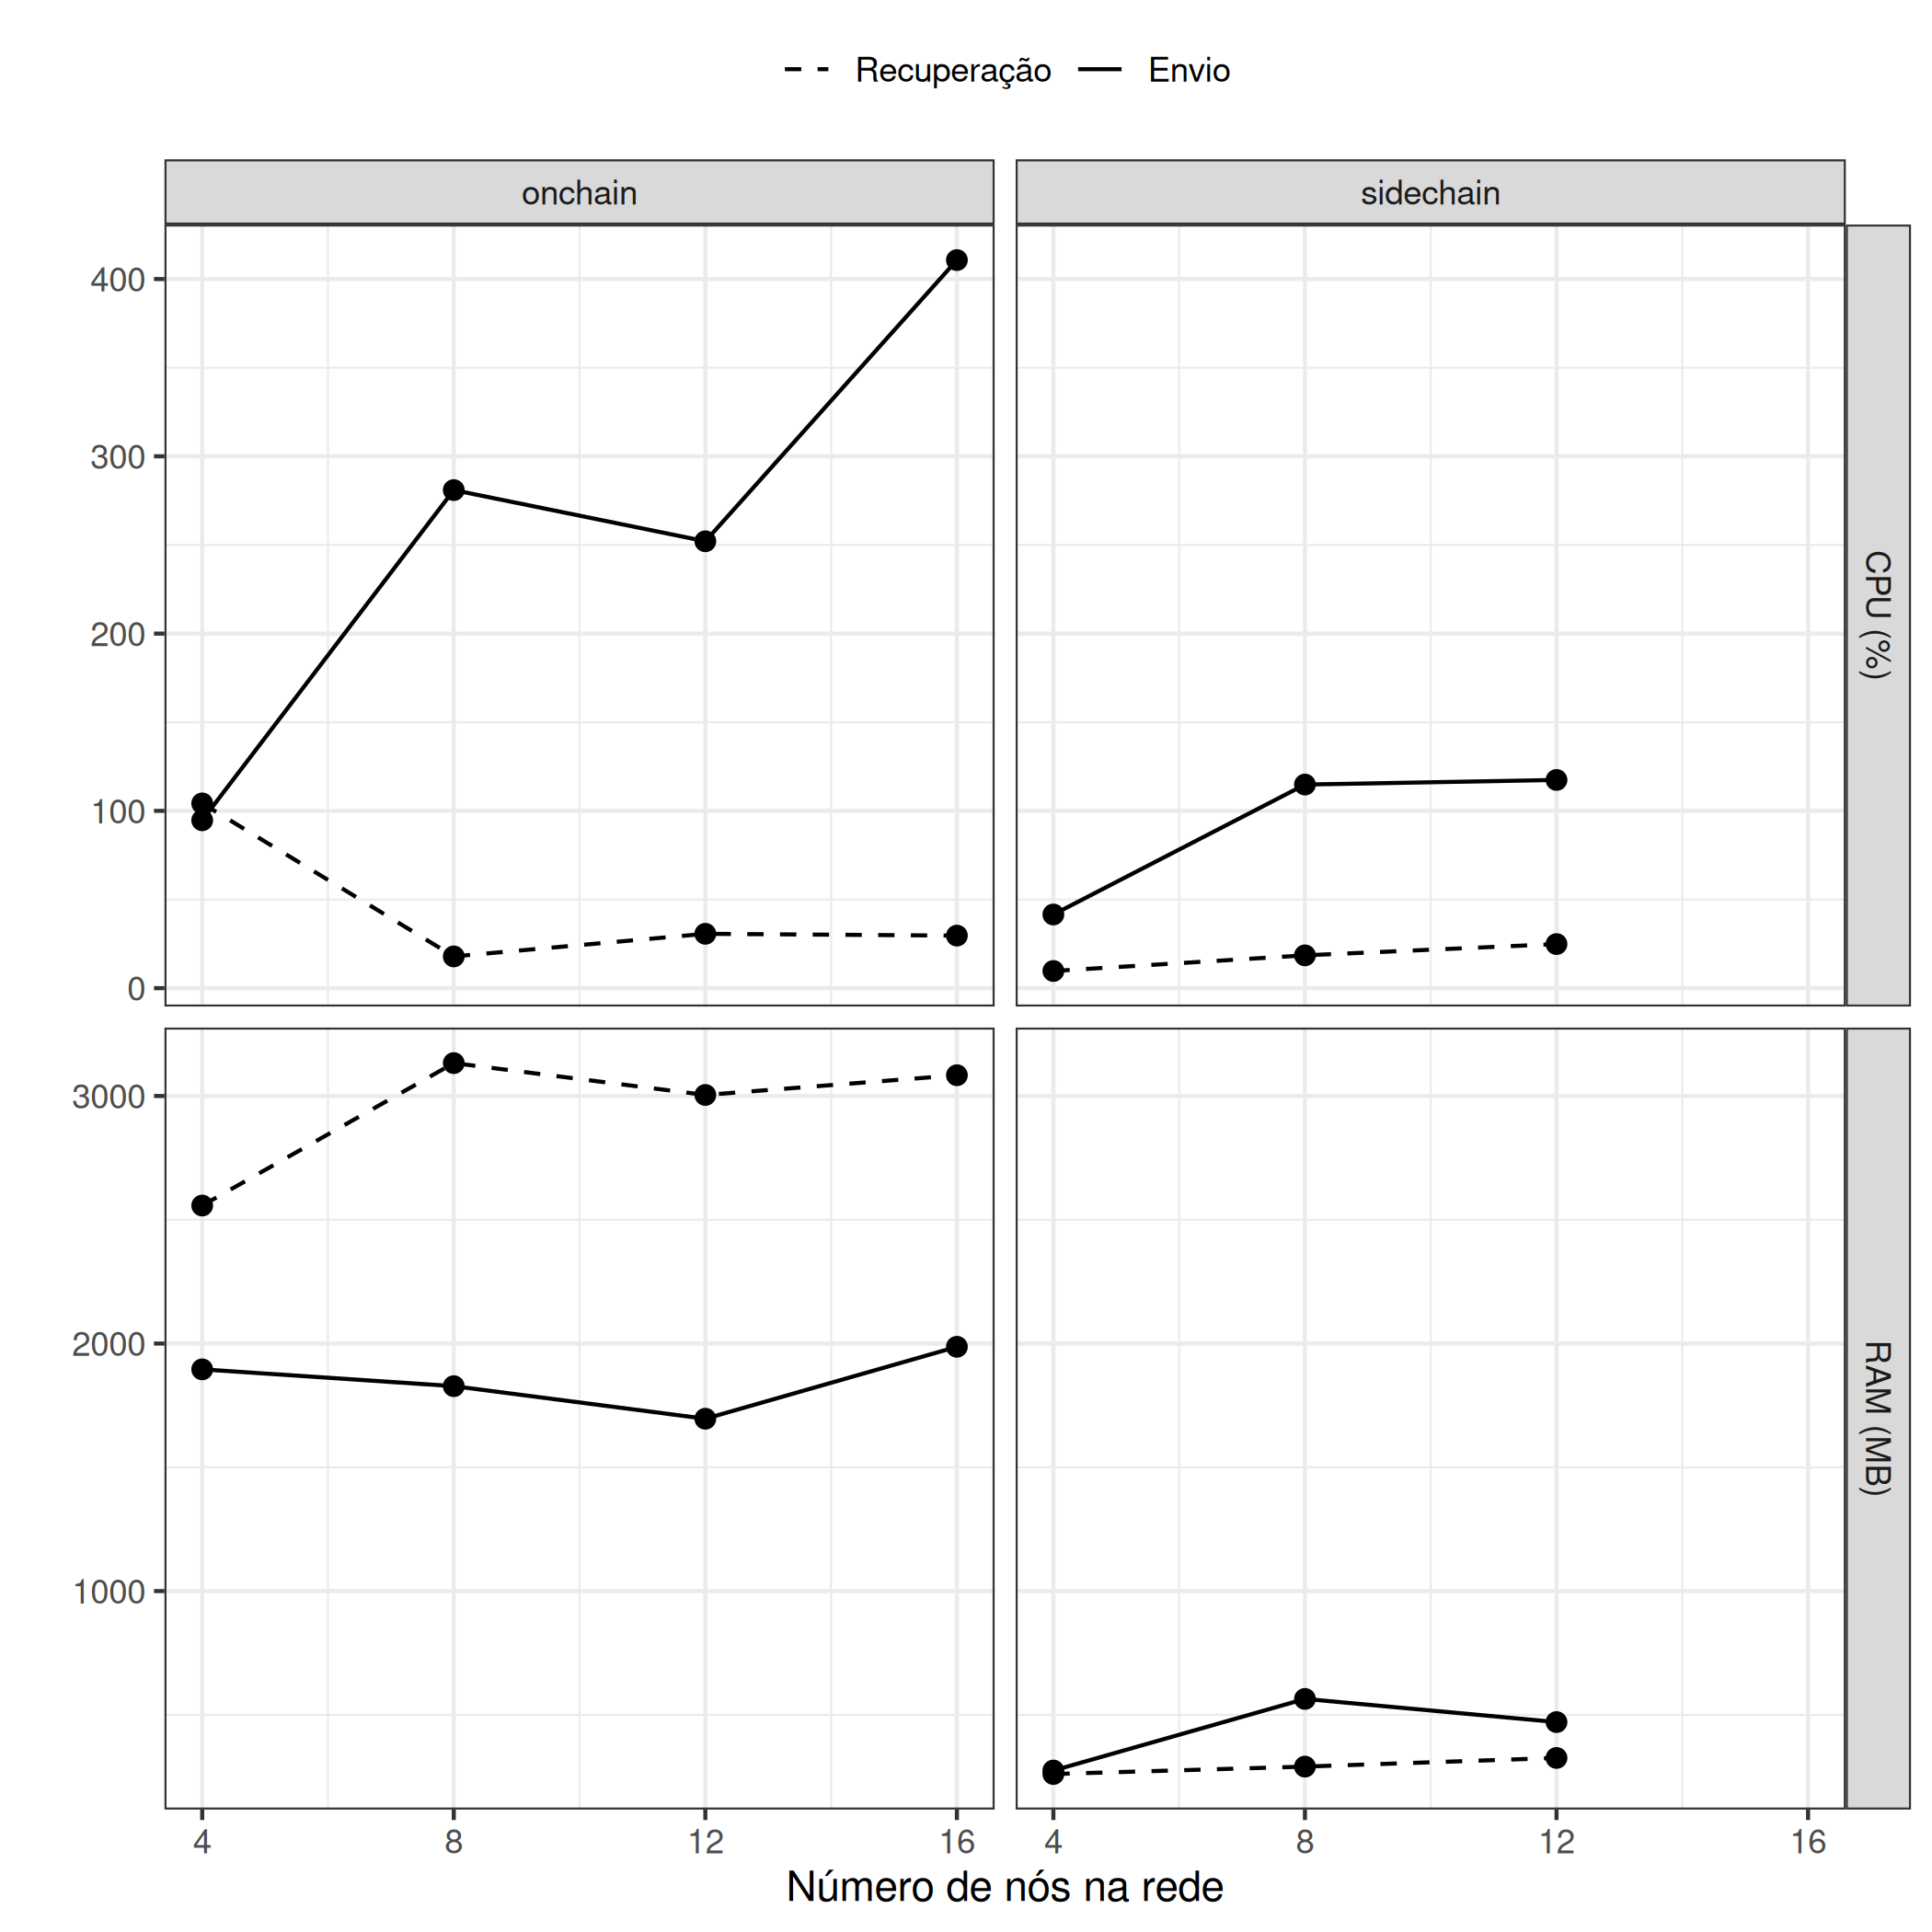 Recuperação Envio
onchain sidechain
400
300
200
100
0
CPU (%)
3000
2000
1000
RAM (MB)
4 8 12 16 4 8 12 16
Número de nós na rede